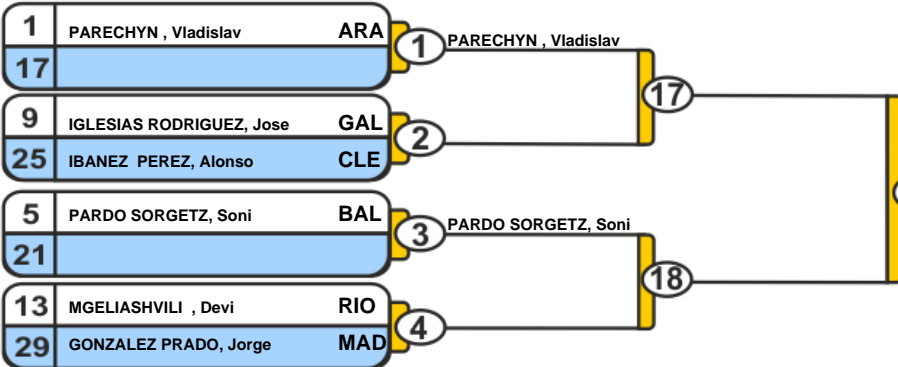 1 PARECHYN , Vladislav ARA
17
1 PARECHYN , Vladislav
17
9 IGLESIAS RODRIGUEZ, Jose GAL
25 IBANEZ PEREZ, Alonso CLE
2
5 PARDO SORGETZ, Soni BAL
21
3 PARDO SORGETZ, Soni
18
13 MGELIASHVILI , Devi RIO
29 GONZALEZ PRADO, Jorge MAD
4